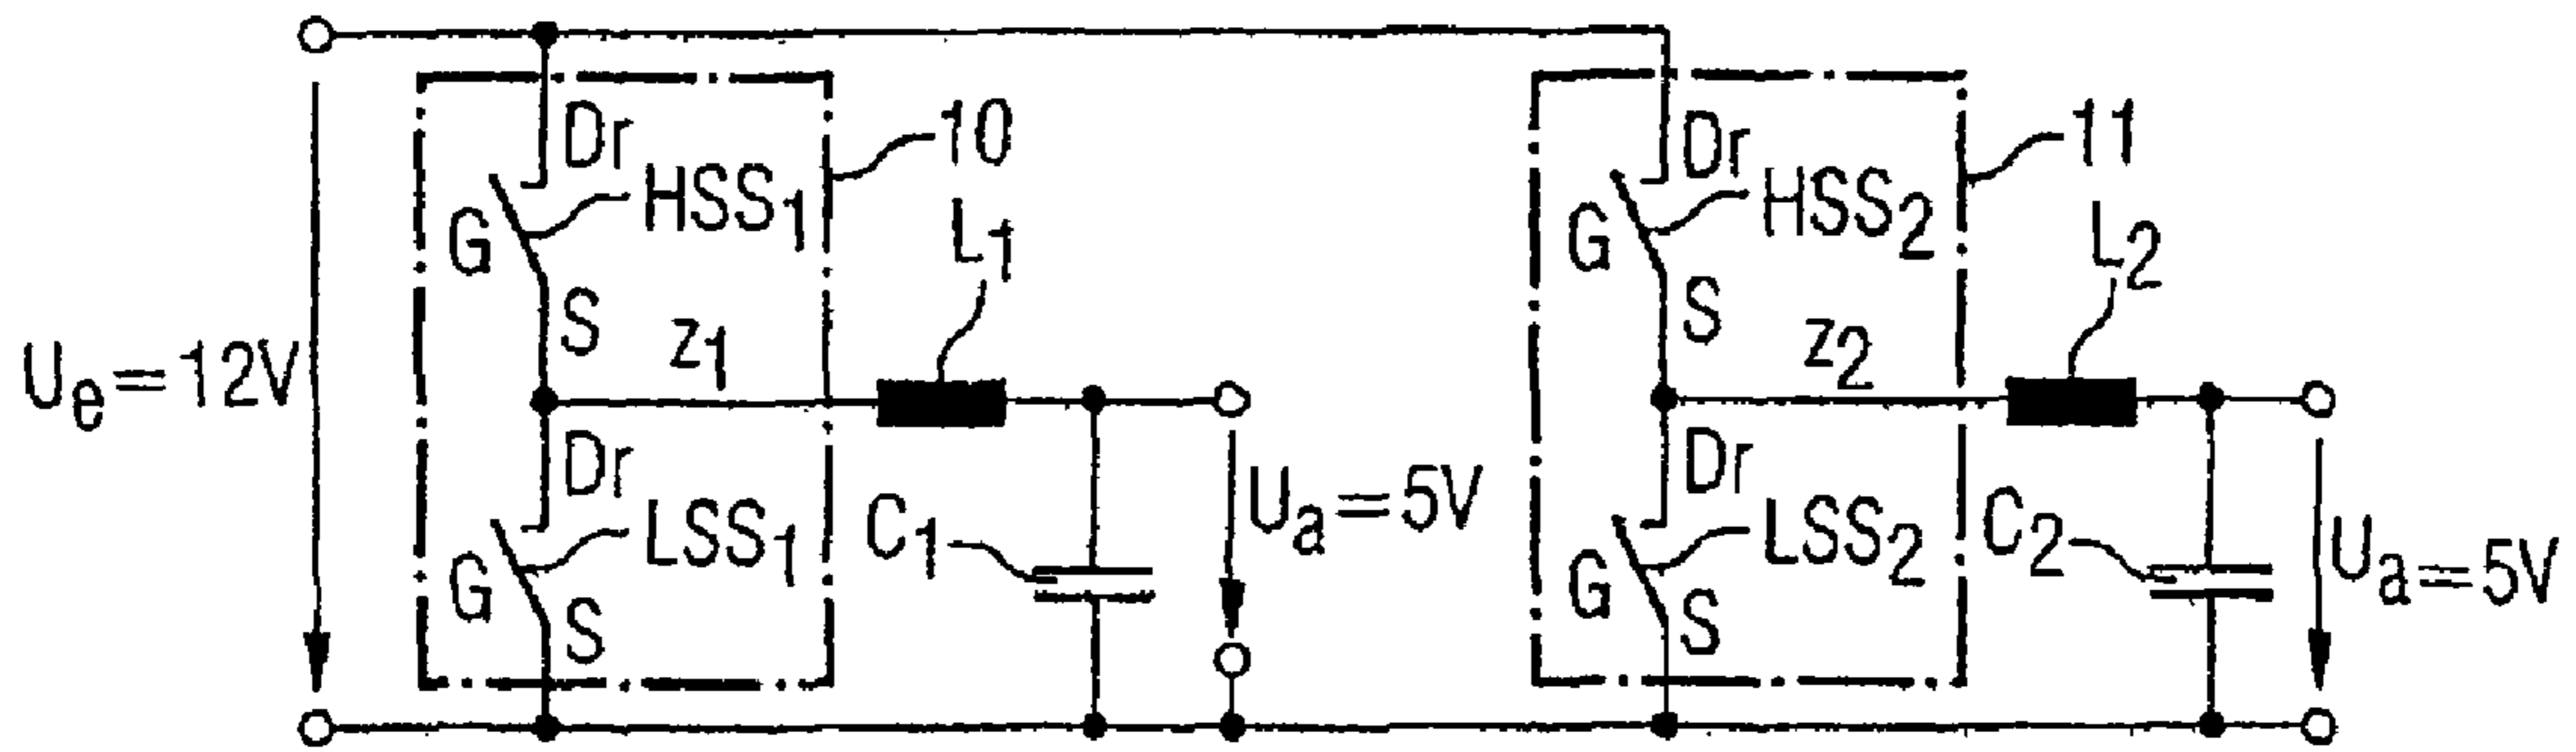 Uₑ=12V
Dr
G
HSS₁
S
10
L₁
z₁
Dr
G
LSS₁
S
C₁
Uₐ=5V
Dr
G
HSS₂
S
11
L₂
z₂
Dr
G
LSS₂
S
C₂
Uₐ=5V